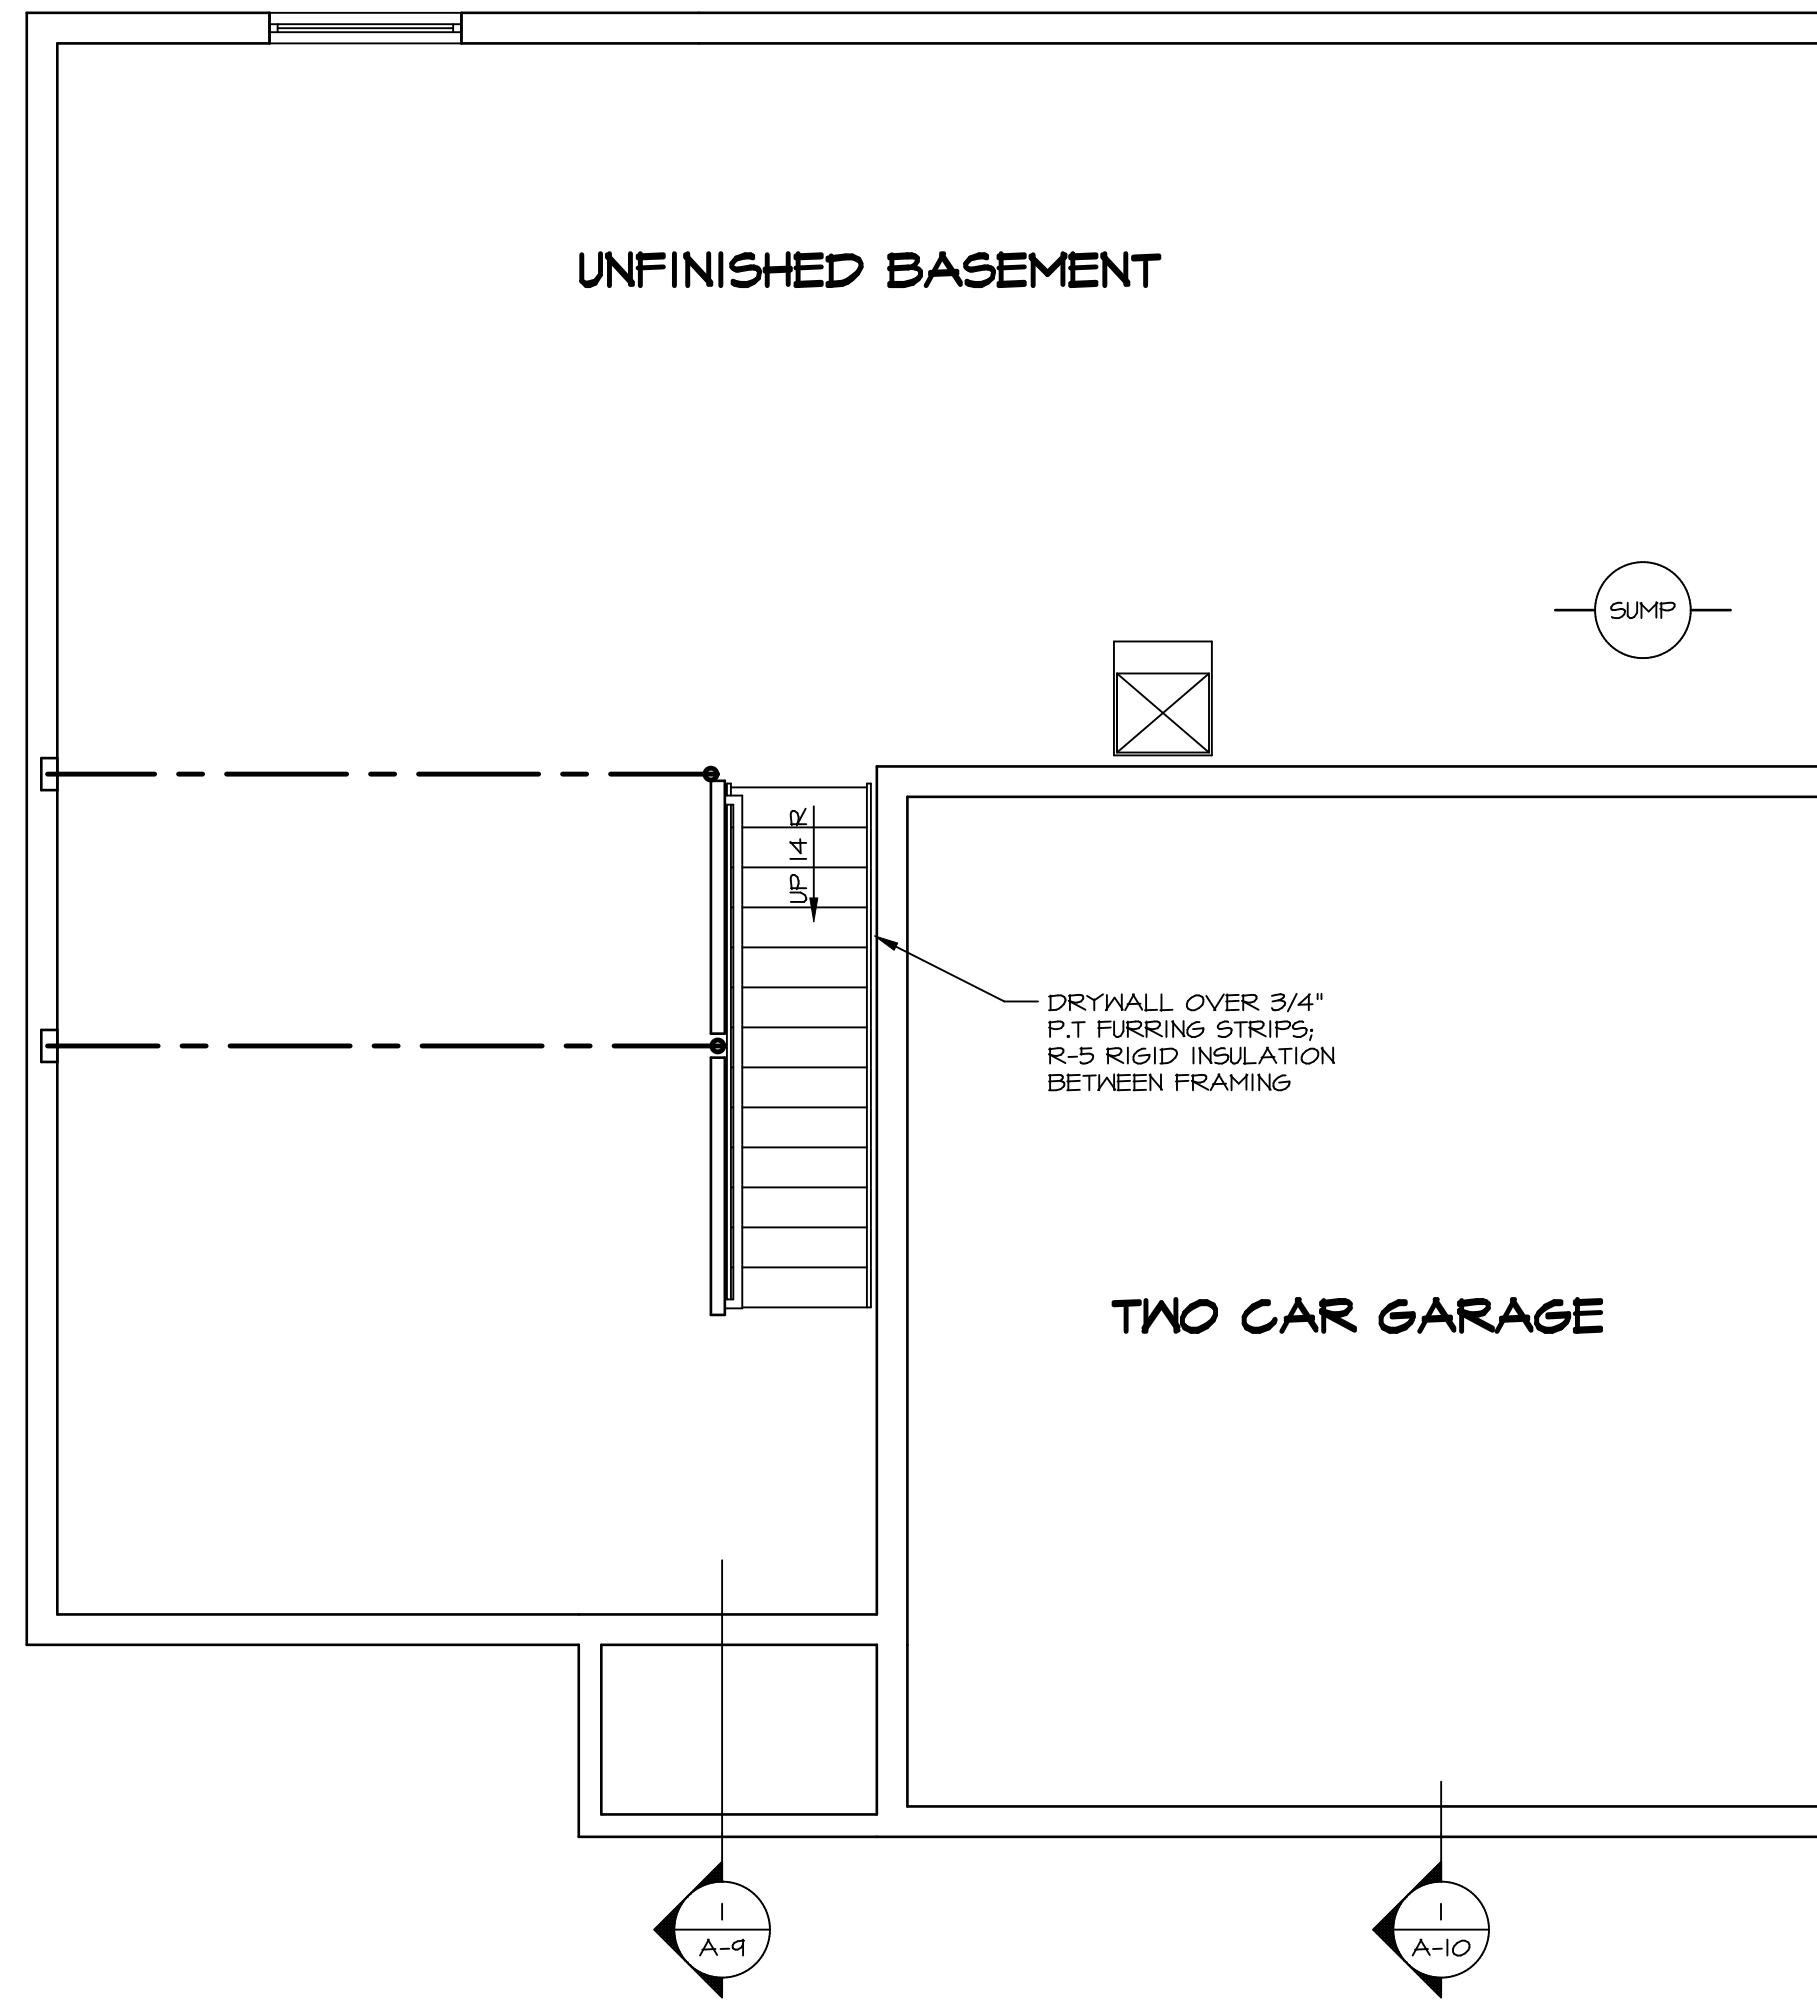 UNFINISHED BASEMENT
SUMP
UP 14 R
DRYWALL OVER 3/4"
P.T FURRING STRIPS;
R-5 RIGID INSULATION
BETWEEN FRAMING
TWO CAR GARAGE
1
A-9
1
A-10